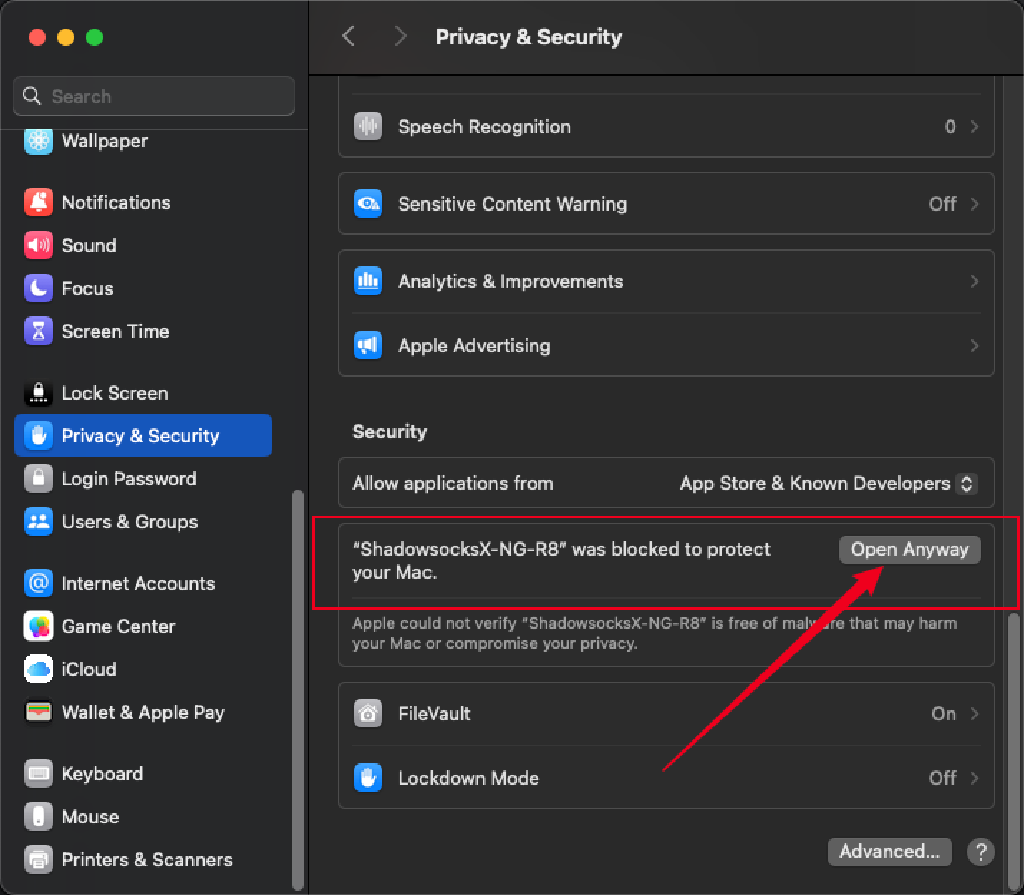 Privacy & Security
Search
Wallpaper
Notifications
Sound
Focus
Screen Time
Lock Screen
Privacy & Security
Login Password
Users & Groups
Internet Accounts
Game Center
iCloud
Wallet & Apple Pay
Keyboard
Mouse
Printers & Scanners
Speech Recognition 0
Sensitive Content Warning Off
Analytics & Improvements
Apple Advertising
Security
Allow applications from App Store & Known Developers
“ShadowsocksX-NG-R8” was blocked to protect
your Mac.
Open Anyway
Apple could not verify “ShadowsocksX-NG-R8” is free of malware that may harm
your Mac or compromise your privacy.
FileVault On
Lockdown Mode Off
Advanced... ?